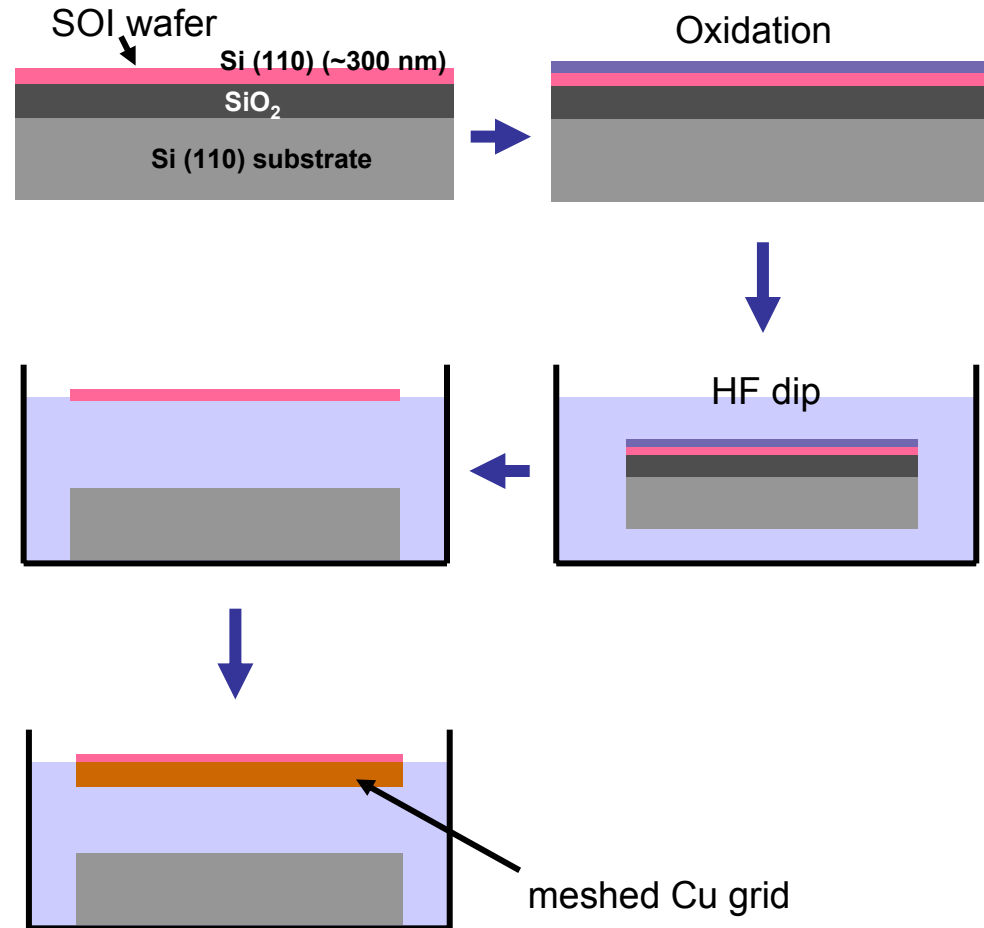 SOI wafer
Si (110) (~300 nm)
SiO₂
Si (110) substrate
Oxidation
HF dip
meshed Cu grid